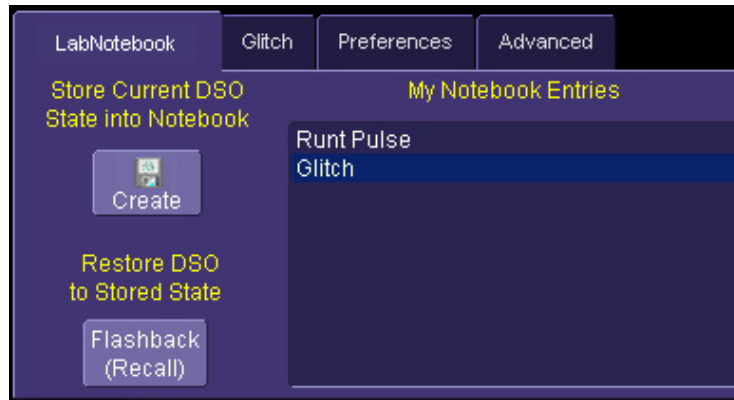 LabNotebook Glitch Preferences Advanced
Store Current DSO
State into Notebook
Create
Restore DSO
to Stored State
Flashback
(Recall)
My Notebook Entries
Runt Pulse
Glitch